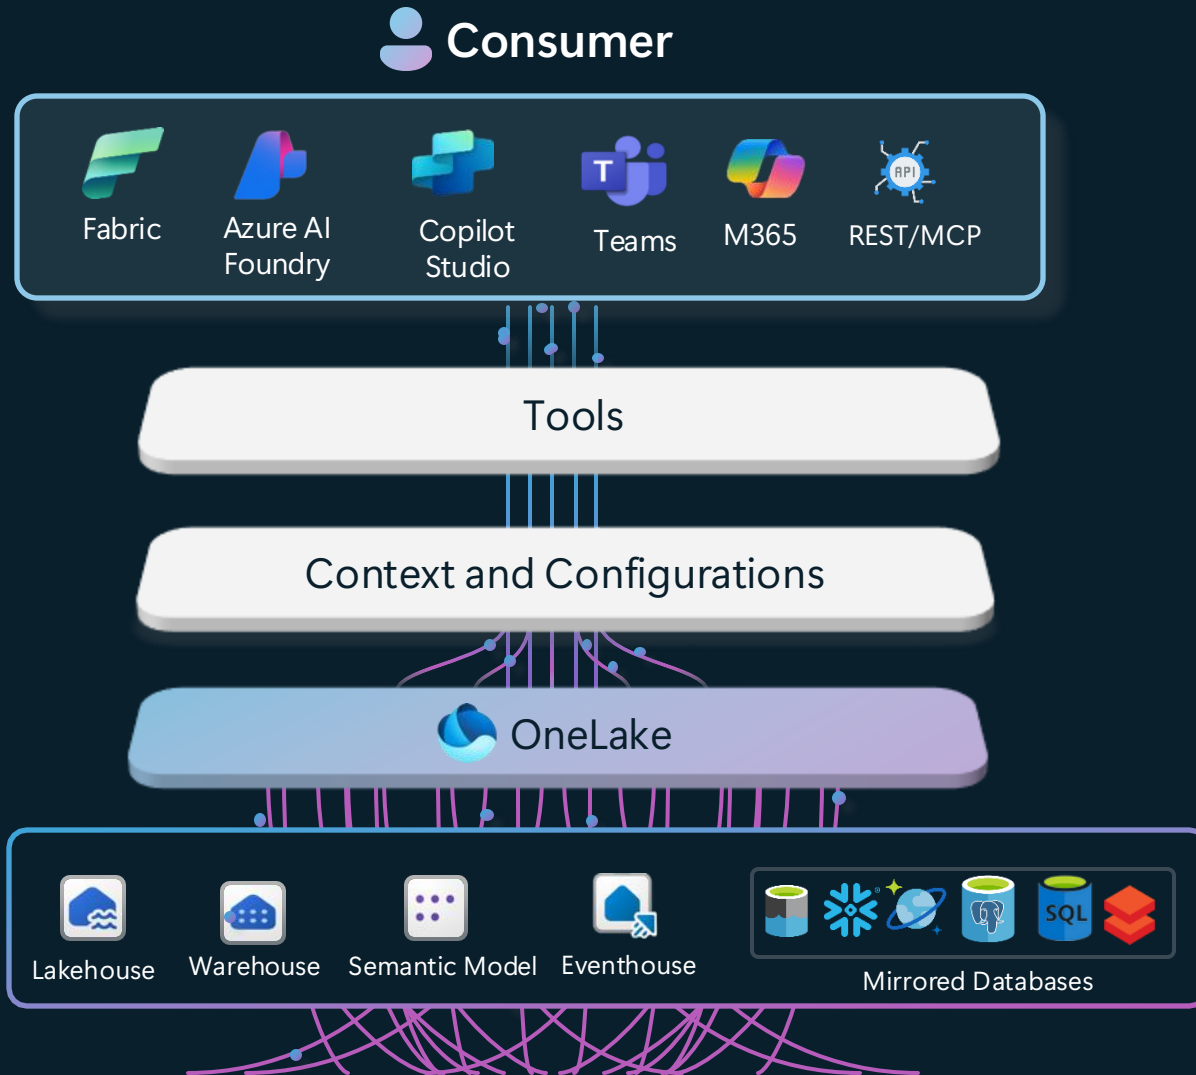 Consumer
Fabric
Azure AI
Foundry
Copilot
Studio
T
Teams
M365
API
REST/MCP
Tools
Context and Configurations
OneLake
Lakehouse
Warehouse
Semantic Model
Eventhouse
SQL
Mirrored Databases